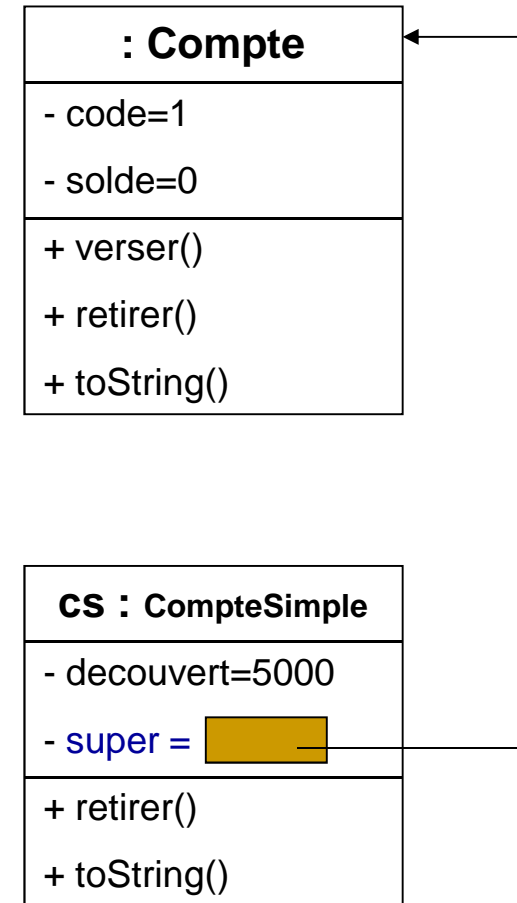 : Compte
- code=1
- solde=0
+ verser()
+ retirer()
+ toString()
cs : CompteSimple
- decouvert=5000
- super =
+ retirer()
+ toString()